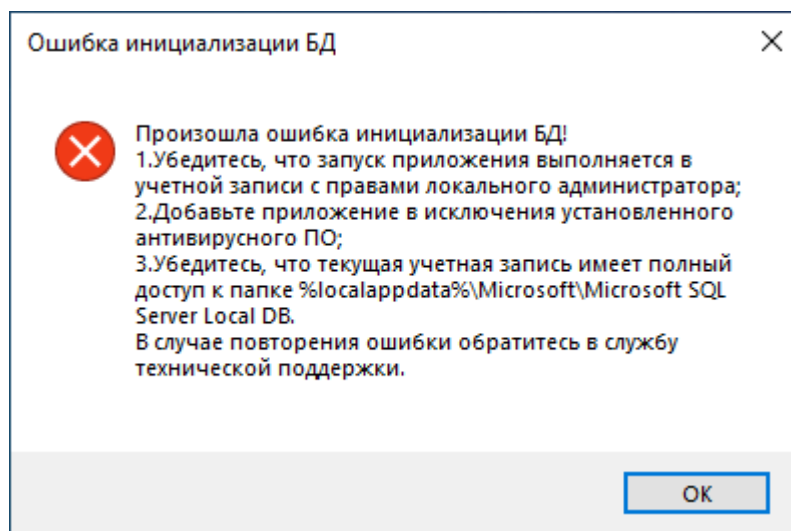 Ошибка инициализации БД
Произошла ошибка инициализации БД!
1.Убедитесь, что запуск приложения выполняется в
учетной записи с правами локального администратора;
2.Добавьте приложение в исключения установленного
антивирусного ПО;
3.Убедитесь, что текущая учетная запись имеет полный
доступ к папке %localappdata%\Microsoft\Microsoft SQL
Server Local DB.
В случае повторения ошибки обратитесь в службу
технической поддержки.
ОК